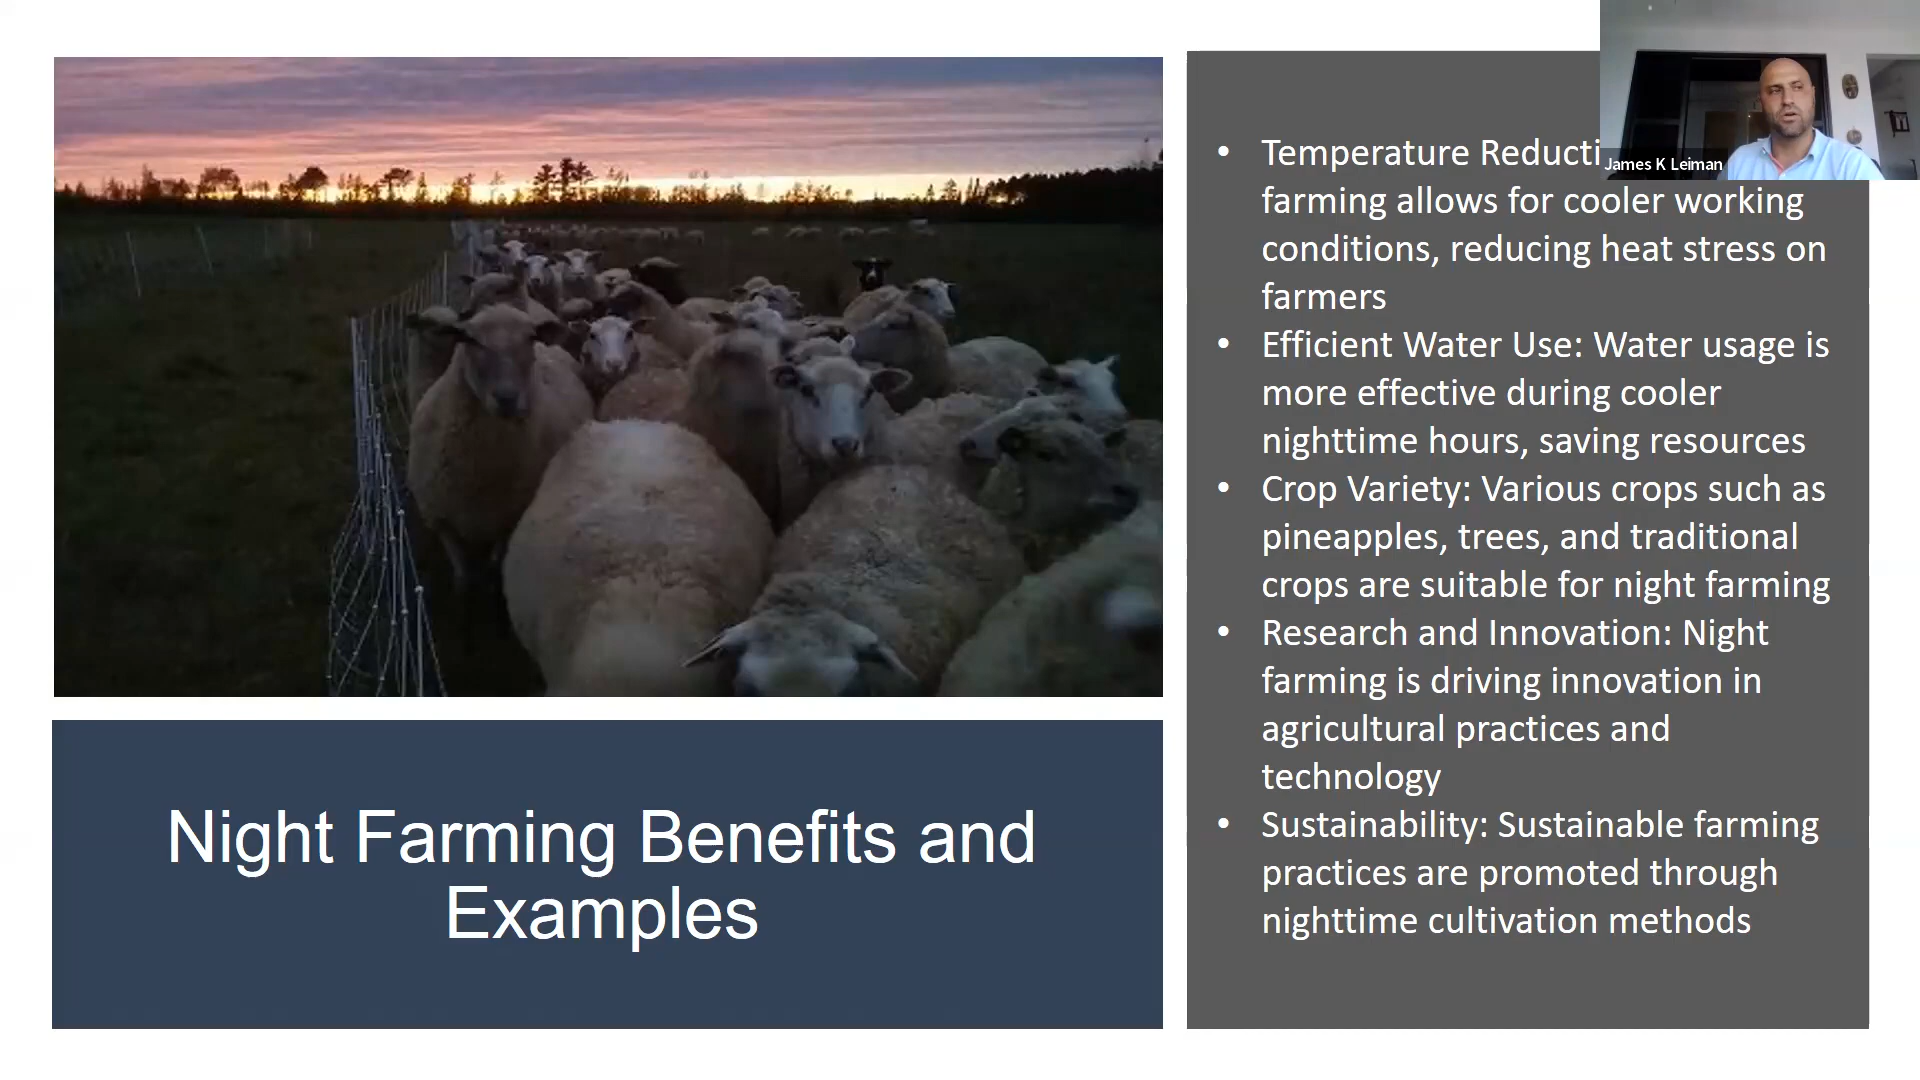 James K Leiman
• Temperature Reducti
farming allows for cooler working
conditions, reducing heat stress on
farmers
• Efficient Water Use: Water usage is
more effective during cooler
nighttime hours, saving resources
• Crop Variety: Various crops such as
pineapples, trees, and traditional
crops are suitable for night farming
• Research and Innovation: Night
farming is driving innovation in
agricultural practices and
technology
• Sustainability: Sustainable farming
practices are promoted through
nighttime cultivation methods
Night Farming Benefits and
Examples